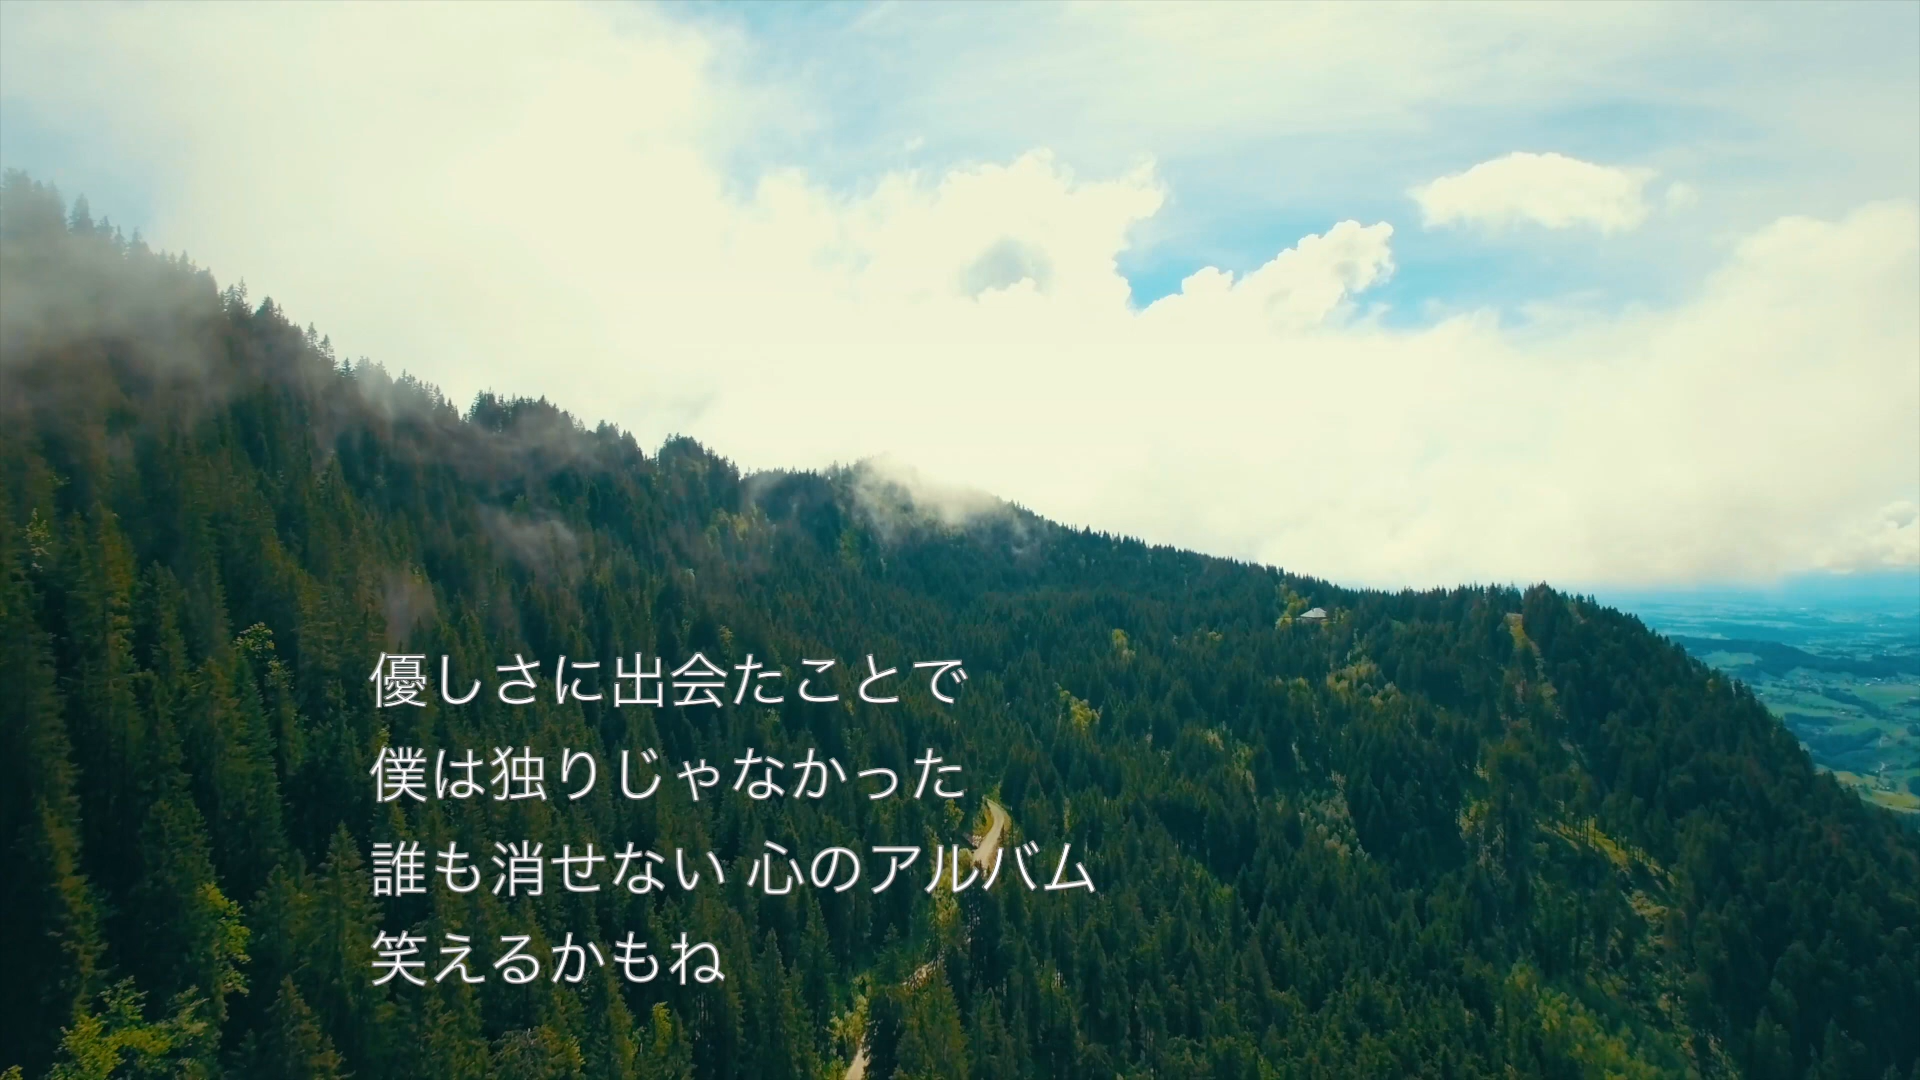 優しさに出会たことで
僕は独りじゃなかった
誰も消せない 心のアルバム
笑えるかもね